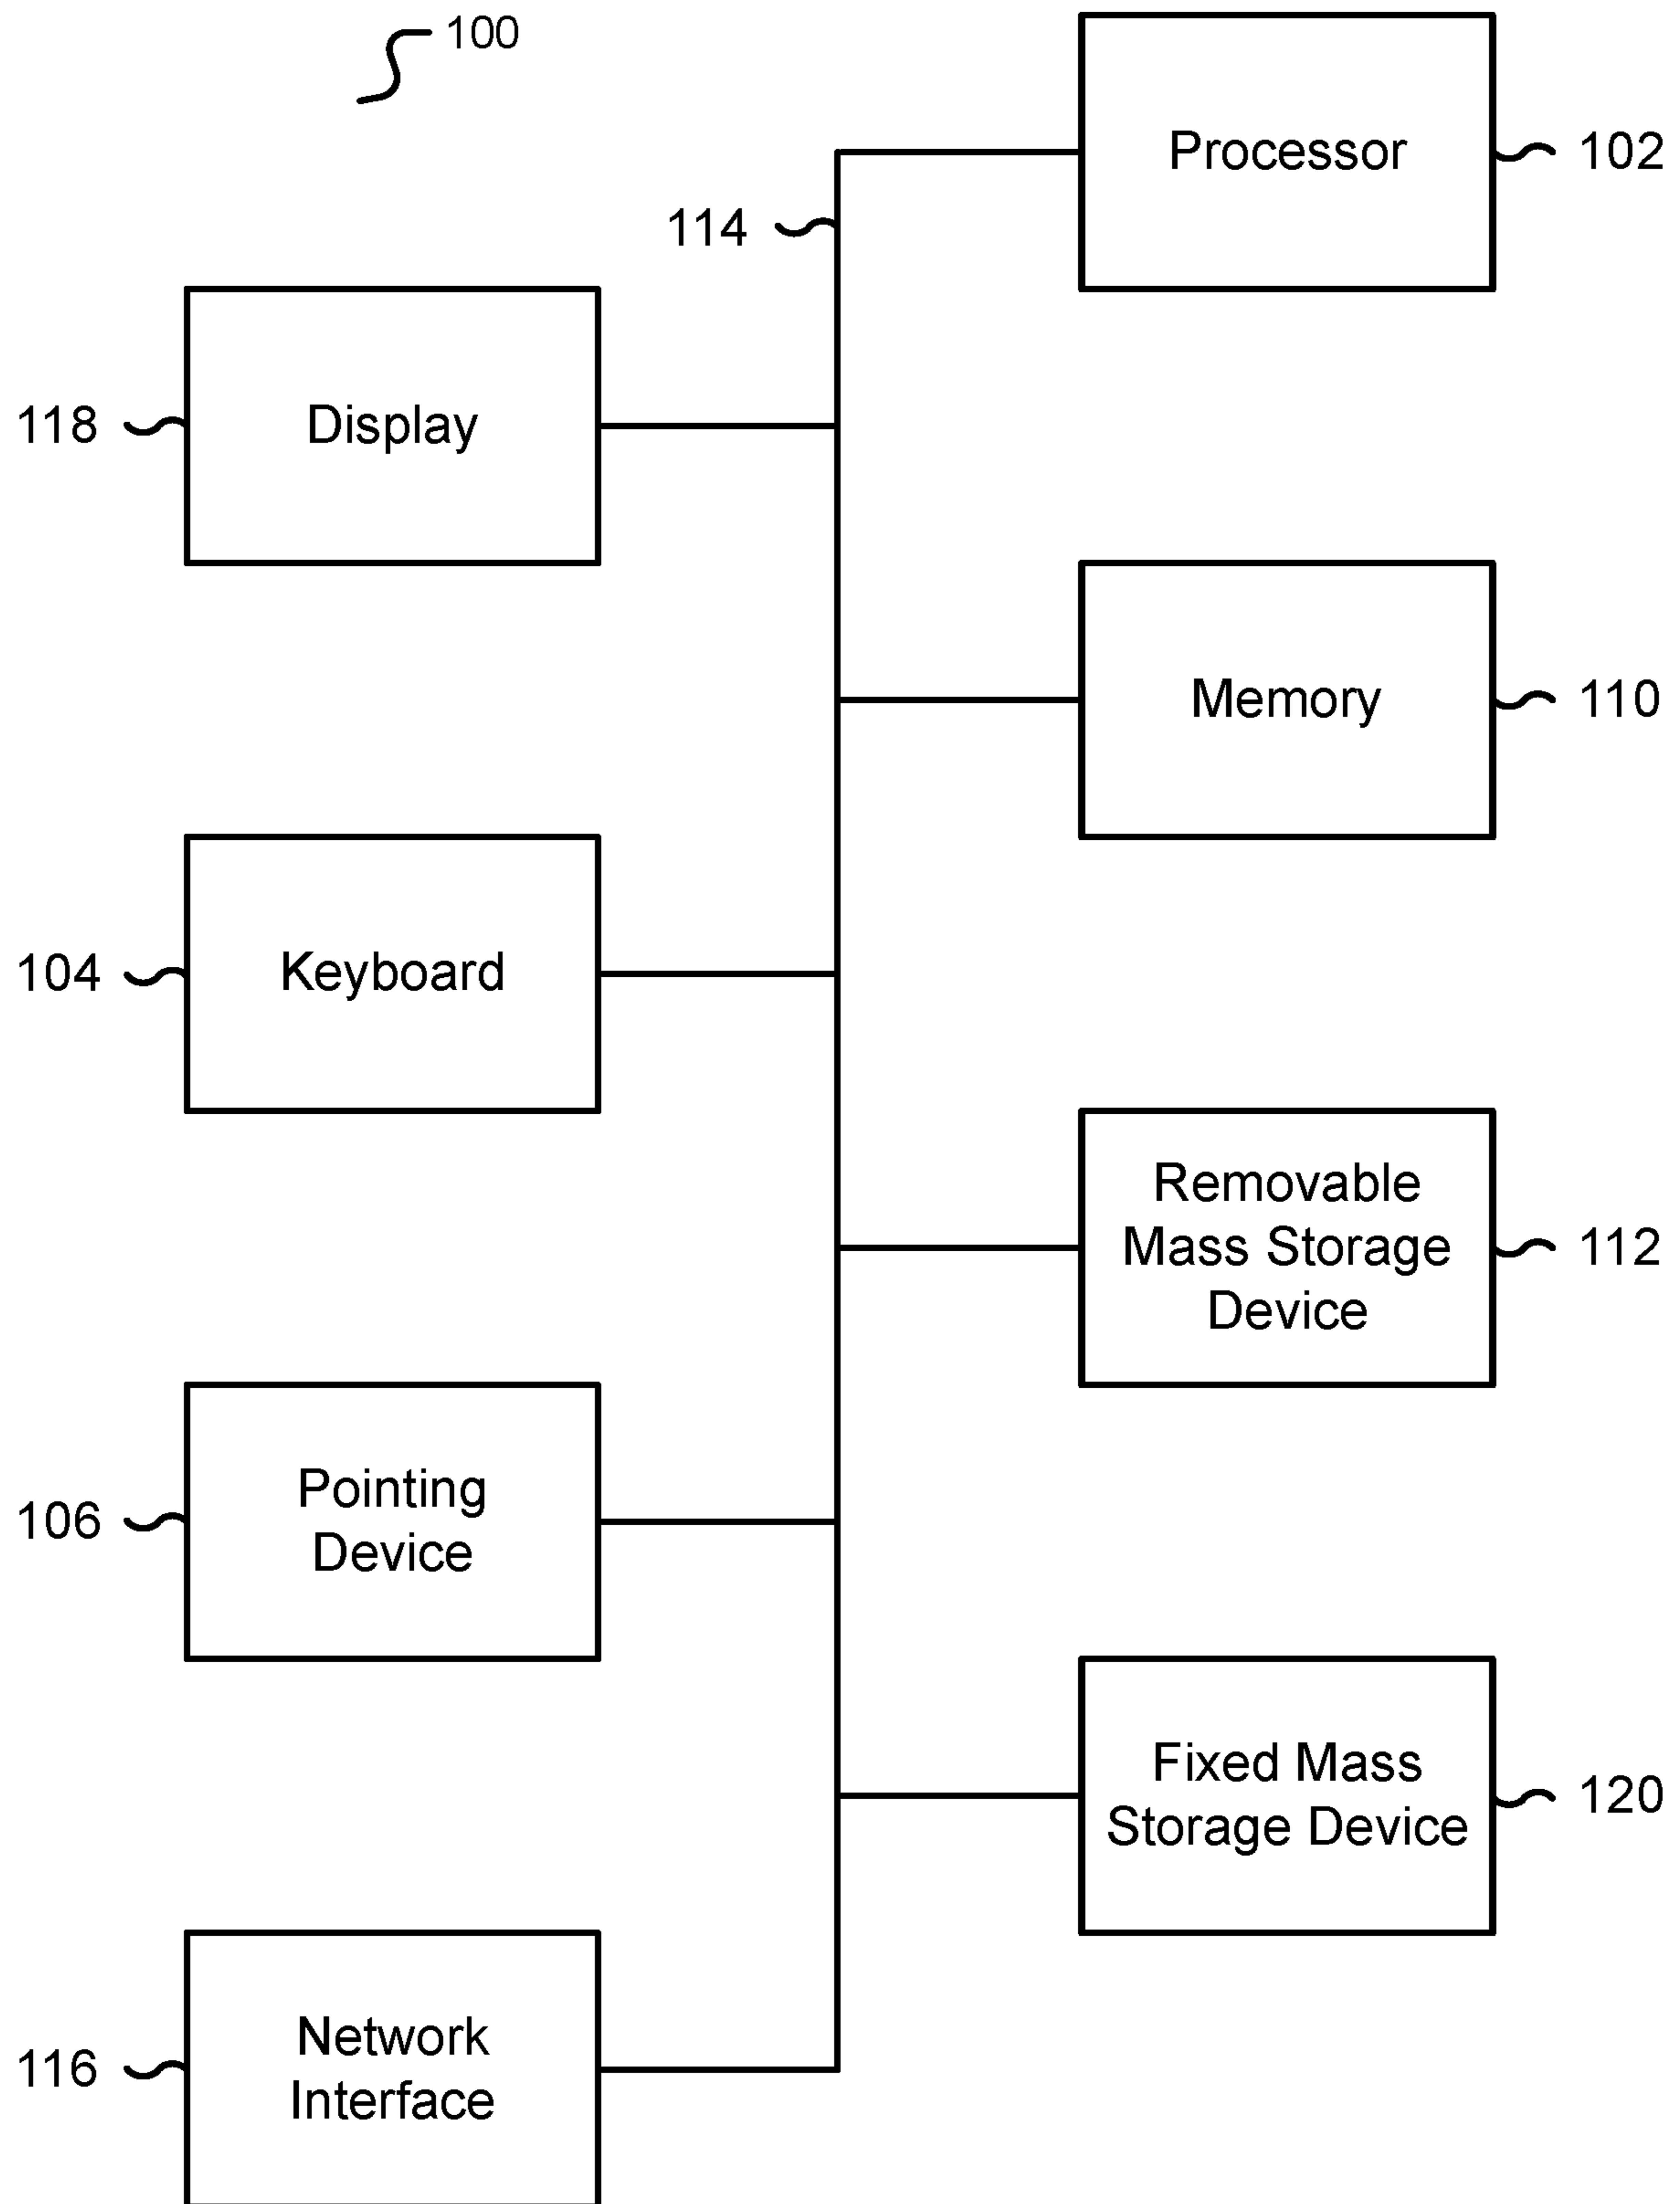 100
Processor
102
114
Display
118
Memory
110
Keyboard
104
Removable
Mass Storage
Device
112
Pointing
Device
106
Fixed Mass
Storage Device
120
Network
Interface
116